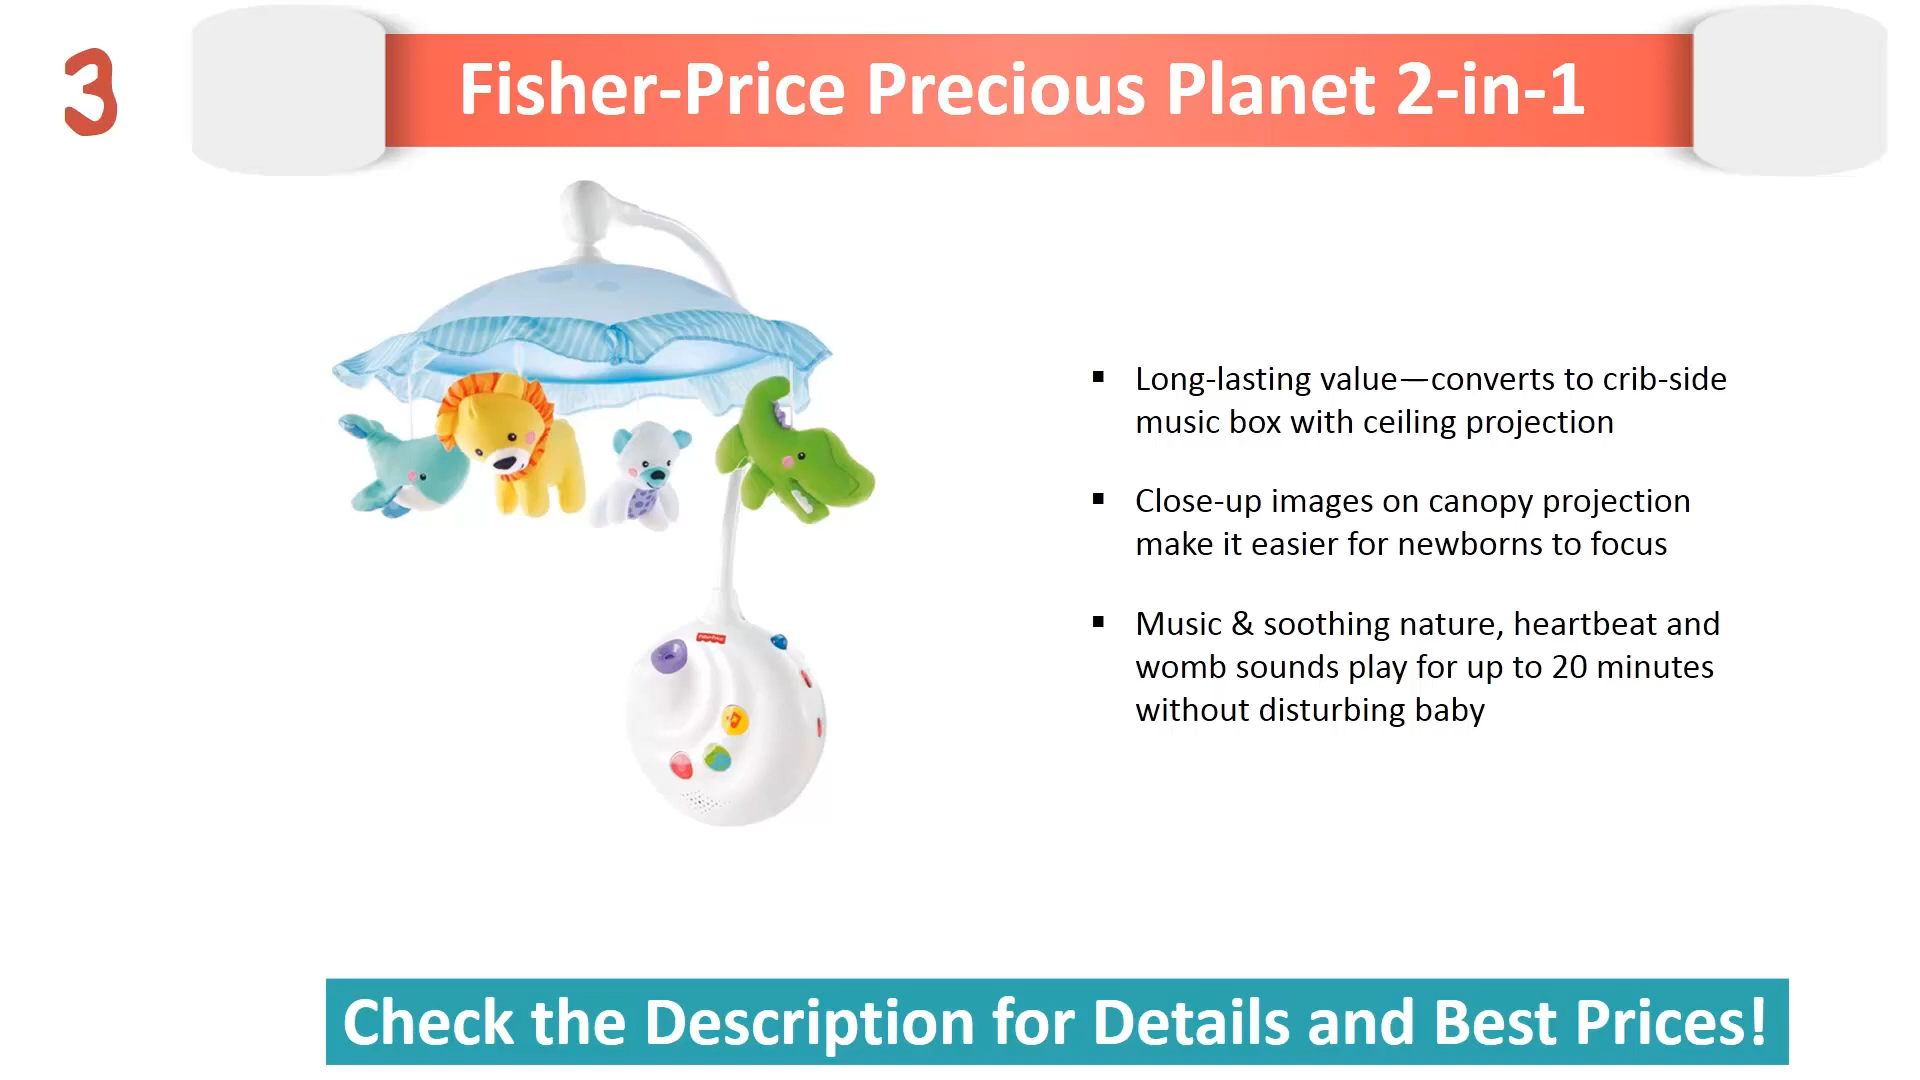 3
Fisher-Price Precious Planet 2-in-1
▪ Long-lasting value—converts to crib-side
music box with ceiling projection
▪ Close-up images on canopy projection
make it easier for newborns to focus
▪ Music & soothing nature, heartbeat and
womb sounds play for up to 20 minutes
without disturbing baby
Fisher-Price
Check the Description for Details and Best Prices!